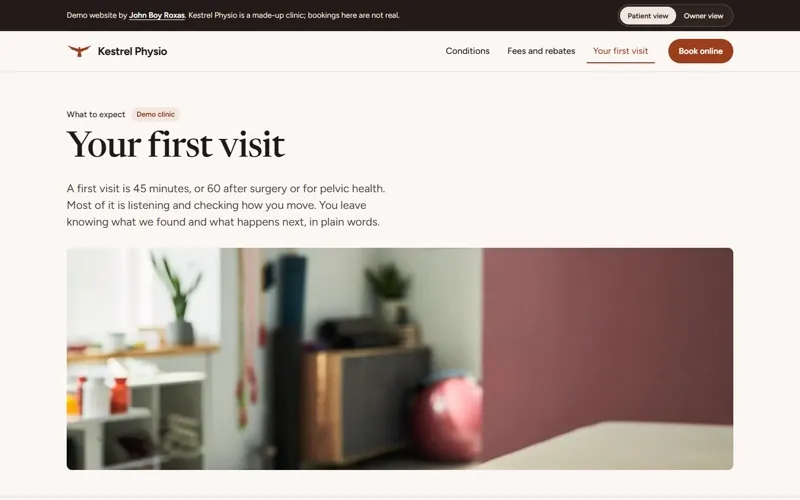 Demo website by John Boy Roxas. Kestrel Physio is a made-up clinic; bookings here are not real.
Patient view
Owner view
Kestrel Physio
Conditions
Fees and rebates
Your first visit
Book online
What to expect
Demo clinic
Your first visit
A first visit is 45 minutes, or 60 after surgery or for pelvic health.
Most of it is listening and checking how you move. You leave
knowing what we found and what happens next, in plain words.